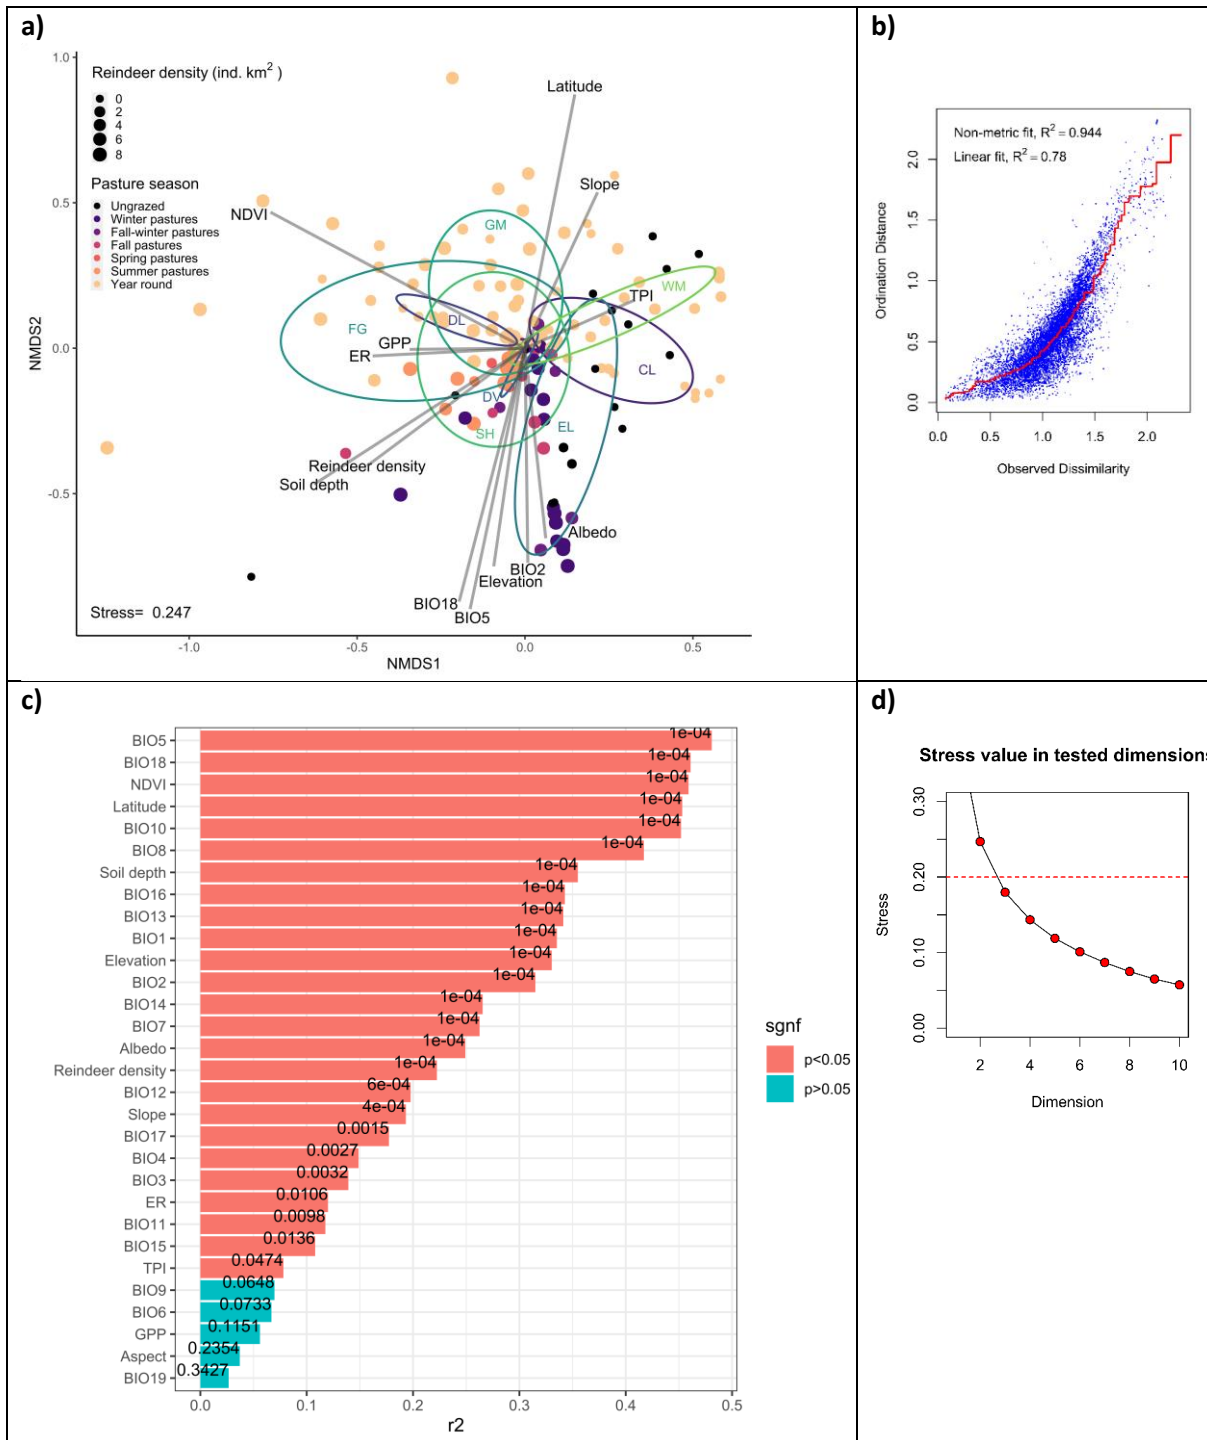 a)
1.0
0.5
0.0
-0.5
NMDS2
Reindeer density (ind. km² )
0
2
4
6
8
Pasture season
Ungrazed
Winter pastures
Fall-winter pastures
Fall pastures
Spring pastures
Summer pastures
Year round
Latitude
Slope
NDVI
GM
WM
TPI
DL
FG
GPP
ER
CL
DV
EL
SH
Reindeer density
Soil depth
Albedo
BIO2
Elevation
BIO18
BIO5
Stress= 0.247
-1.0
-0.5
0.0
0.5
NMDS1
b)
Non-metric fit, R² = 0.944
Linear fit, R² = 0.78
2.0
1.5
1.0
0.5
0.0
Ordination Distance
0.0 0.5 1.0 1.5 2.0
Observed Dissimilarity
c)
BIO5 1e-04
BIO18 1e-04
NDVI 1e-04
Latitude 1e-04
BIO10 1e-04
BIO8 1e-04
Soil depth 1e-04
BIO16 1e-04
BIO13 1e-04
BIO1 1e-04
Elevation 1e-04
BIO2 1e-04
BIO14 1e-04
BIO7 1e-04
Albedo 1e-04
Reindeer density 1e-04
BIO12 6e-04
Slope 4e-04
BIO17 0.0015
BIO4 0.0027
BIO3 0.0032
ER 0.0106
BIO11 0.0098
BIO15 0.0136
TPI 0.0474
BIO9 0.0648
BIO6 0.0733
GPP 0.1151
Aspect 0.2354
BIO19 0.3427
0.0 0.1 0.2 0.3 0.4 0.5
r2
sgnf
p<0.05
p>0.05
d)
Stress value in tested dimensions
0.30
0.20
0.10
0.00
Stress
2 4 6 8 10
Dimension